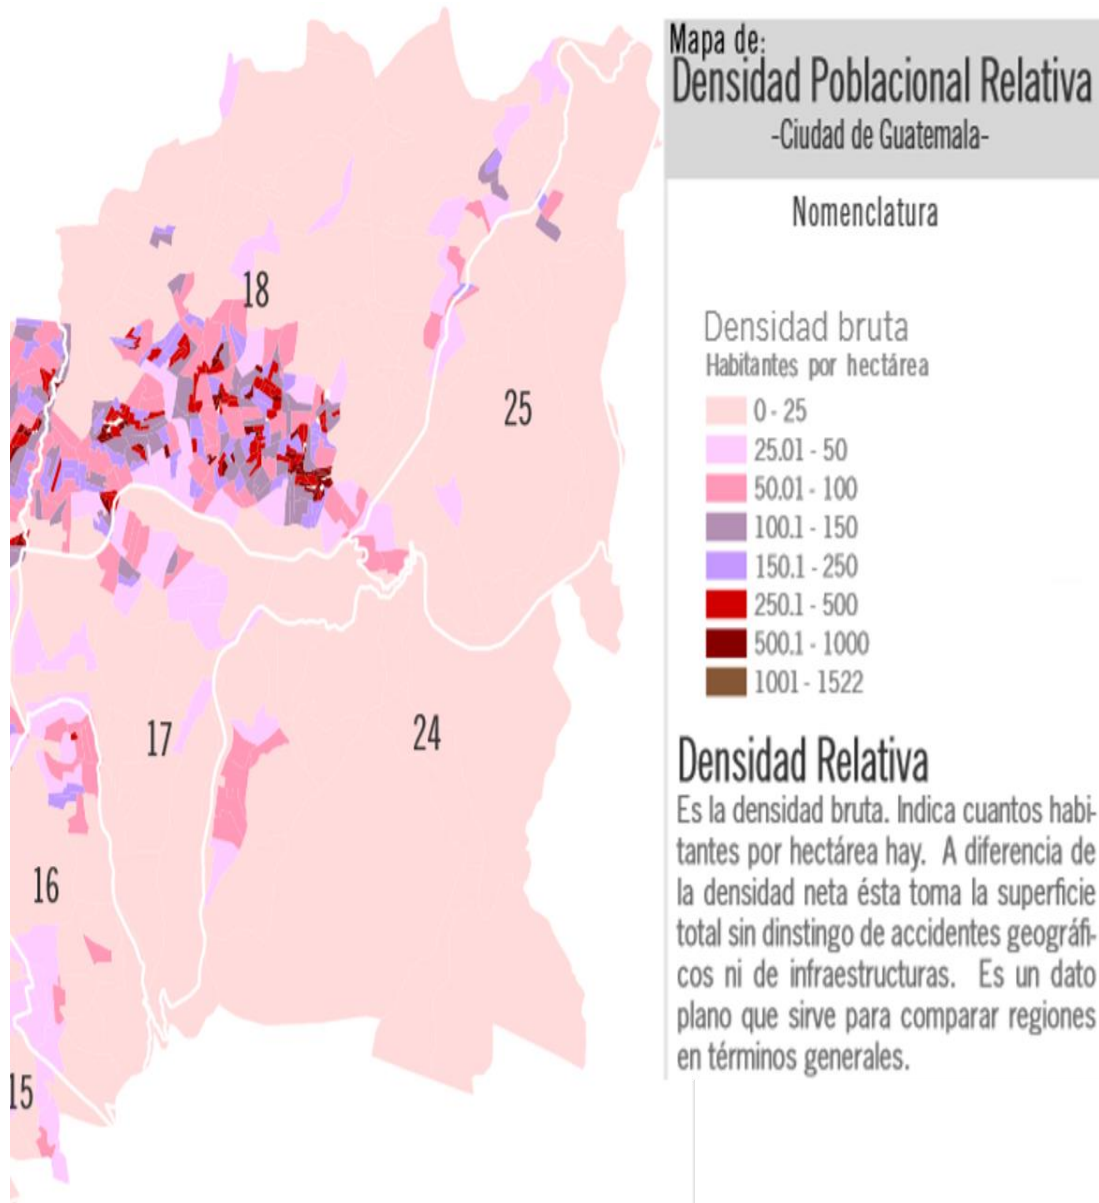 Mapa de:
Densidad Poblacional Relativa
-Ciudad de Guatemala-
Nomenclatura
Densidad bruta
Habitantes por hectárea
0 - 25
25.01 - 50
50.01 - 100
100.1 - 150
150.1 - 250
250.1 - 500
500.1 - 1000
1001 - 1522
Densidad Relativa
Es la densidad bruta. Indica cuantos habi-
tantes por hectárea hay. A diferencia de
la densidad neta ésta toma la superficie
total sin dinstingo de accidentes geográfi-
cos ni de infraestructuras. Es un dato
plano que sirve para comparar regiones
en términos generales.
18
25
17
24
16
15